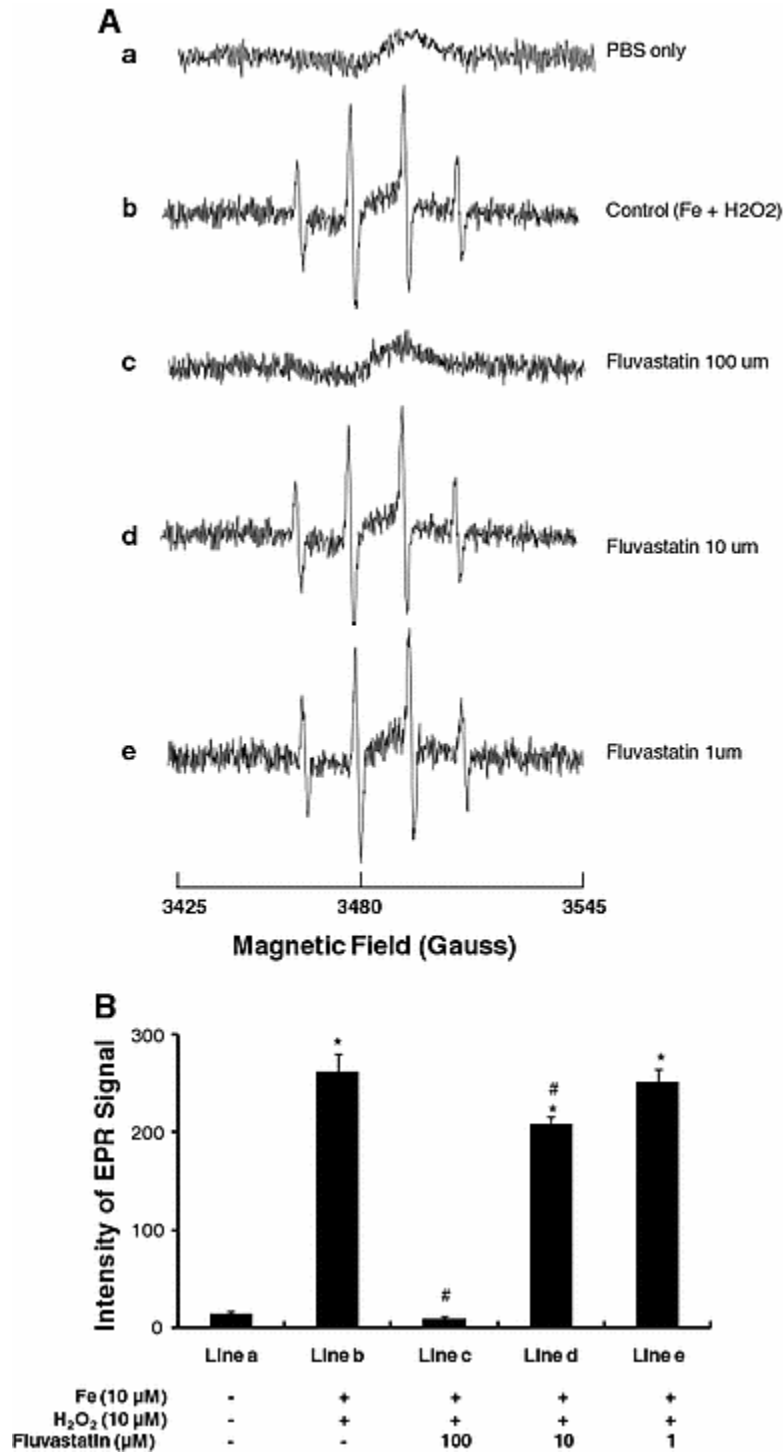 A
a PBS only
b Control (Fe + H2O2)
c Fluvastatin 100 um
d Fluvastatin 10 um
e Fluvastatin 1um
3425 3480 3545
Magnetic Field (Gauss)
B
Intensity of EPR Signal
300
200
100
0
* # # * *
Line a Line b Line c Line d Line e
Fe (10 µM) - + + + +
H₂O₂ (10 µM) - + + + +
Fluvastatin (µM) - - 100 10 1